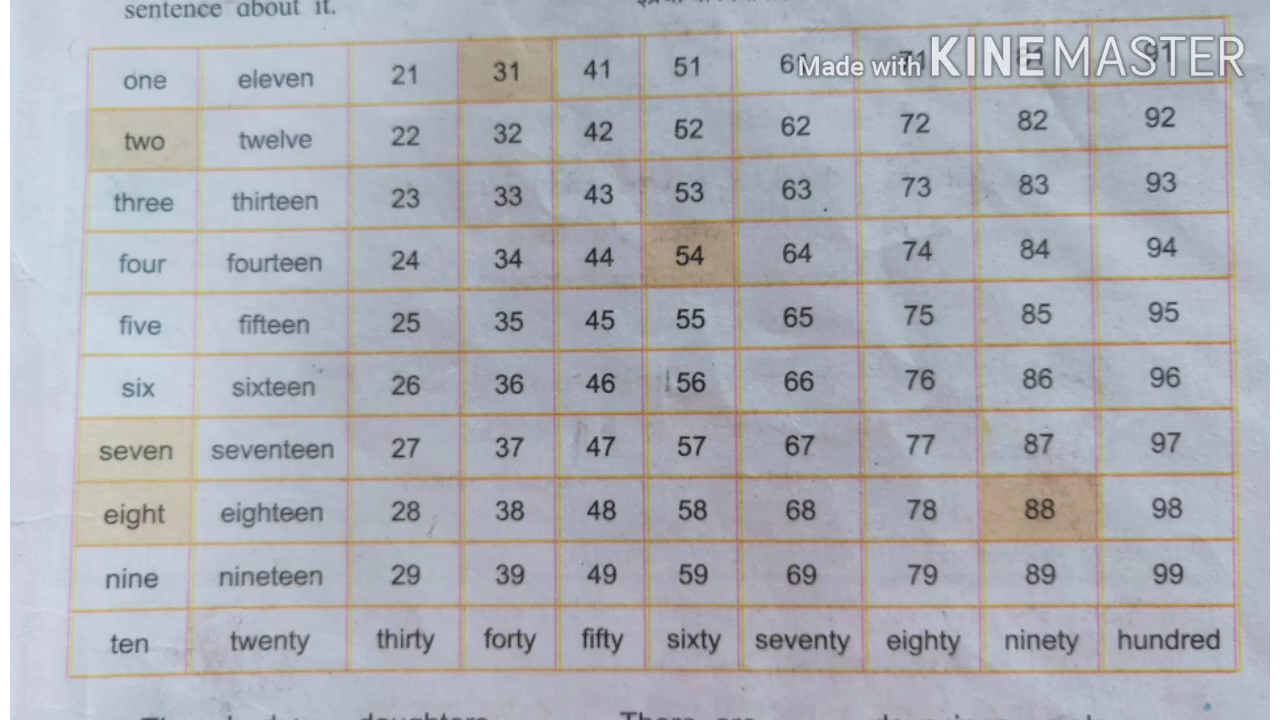 sentence about it.
one eleven 21 31 41 51 61 71 81 91
Made with KINEMASTER
two twelve 22 32 42 52 62 72 82 92
three thirteen 23 33 43 53 63 73 83 93
four fourteen 24 34 44 54 64 74 84 94
five fifteen 25 35 45 55 65 75 85 95
six sixteen 26 36 46 56 66 76 86 96
seven seventeen 27 37 47 57 67 77 87 97
eight eighteen 28 38 48 58 68 78 88 98
nine nineteen 29 39 49 59 69 79 89 99
ten twenty thirty forty fifty sixty seventy eighty ninety hundred
daughters There are